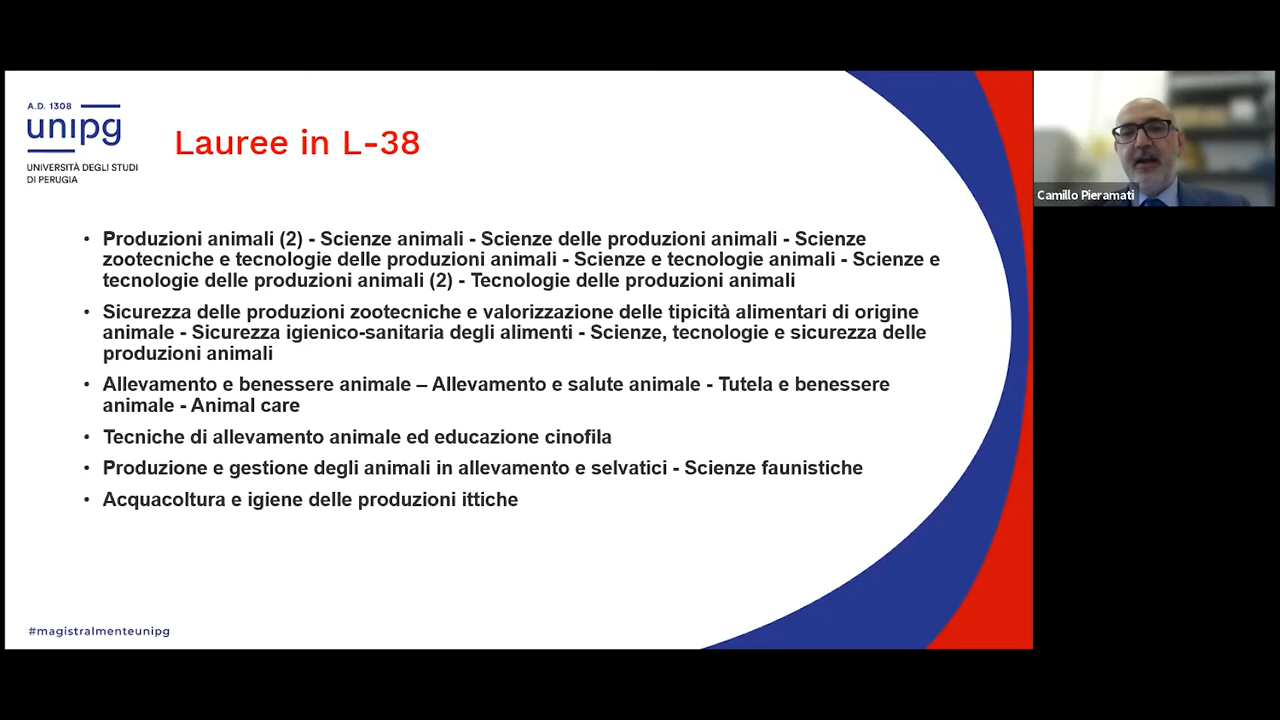 A.D. 1308
unipg
UNIVERSITÀ DEGLI STUDI
DI PERUGIA
Lauree in L-38
• Produzioni animali (2) - Scienze animali - Scienze delle produzioni animali - Scienze
zootecniche e tecnologie delle produzioni animali - Scienze e tecnologie animali - Scienze e
tecnologie delle produzioni animali (2) - Tecnologie delle produzioni animali
• Sicurezza delle produzioni zootecniche e valorizzazione delle tipicità alimentari di origine
animale - Sicurezza igienico-sanitaria degli alimenti - Scienze, tecnologie e sicurezza delle
produzioni animali
• Allevamento e benessere animale – Allevamento e salute animale - Tutela e benessere
animale - Animal care
• Tecniche di allevamento animale ed educazione cinofila
• Produzione e gestione degli animali in allevamento e selvatici - Scienze faunistiche
• Acquacoltura e igiene delle produzioni ittiche
#magistralmenteunipg
Camillo Pieramati